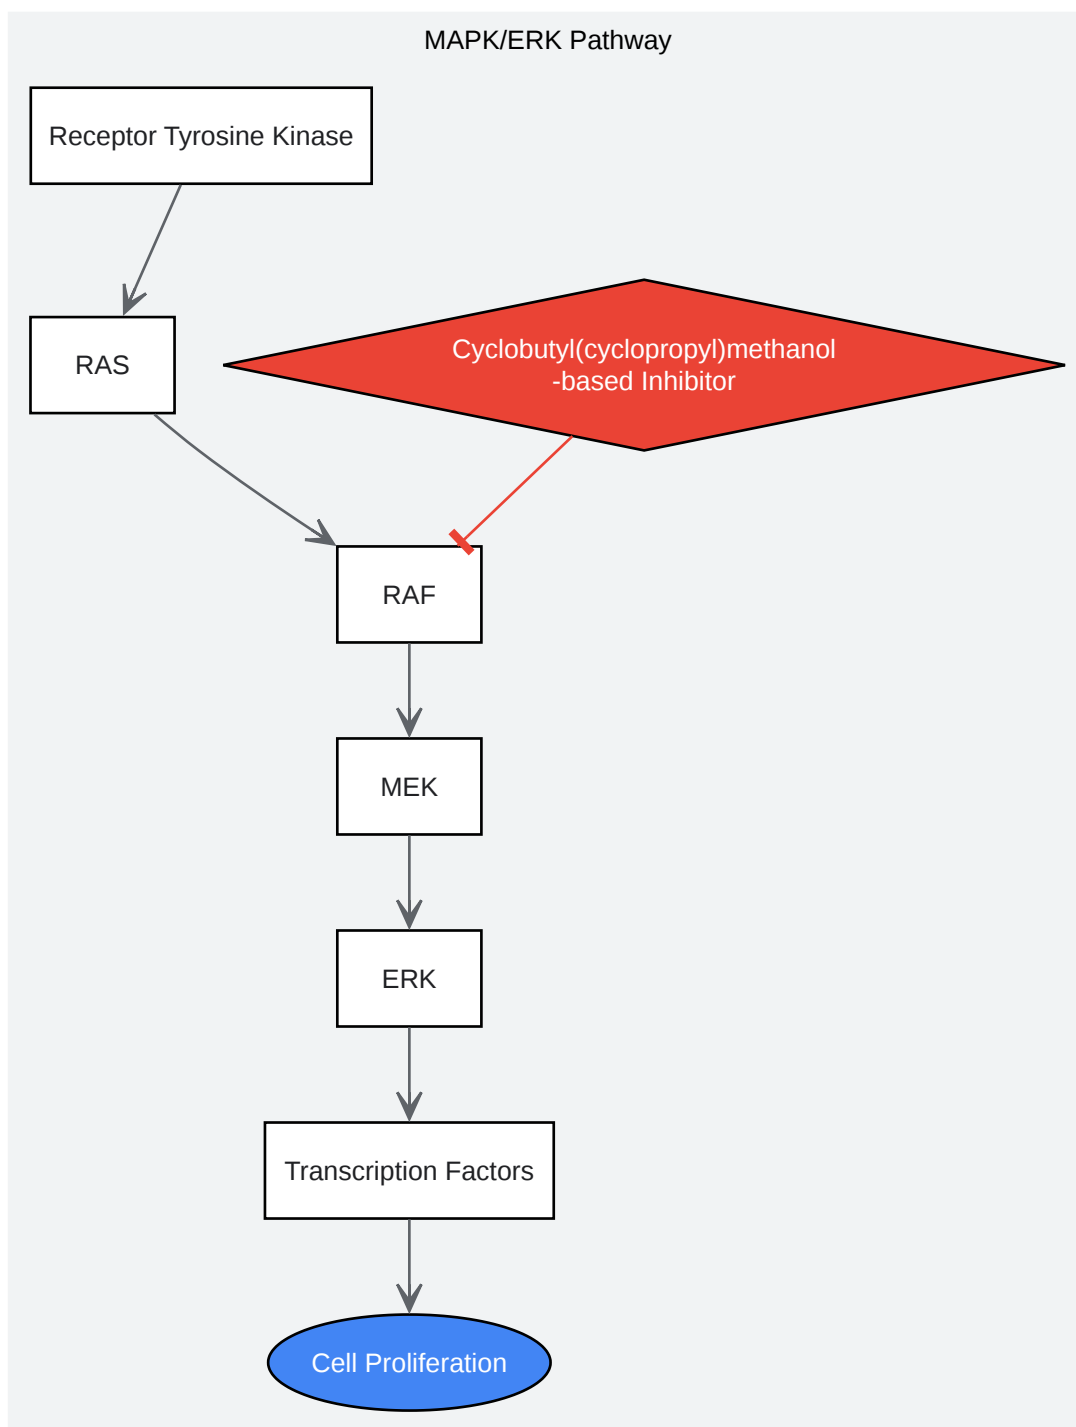 MAPK/ERK Pathway
Receptor Tyrosine Kinase
RAS
Cyclobutyl(cyclopropyl)methanol
-based Inhibitor
RAF
MEK
ERK
Transcription Factors
Cell Proliferation